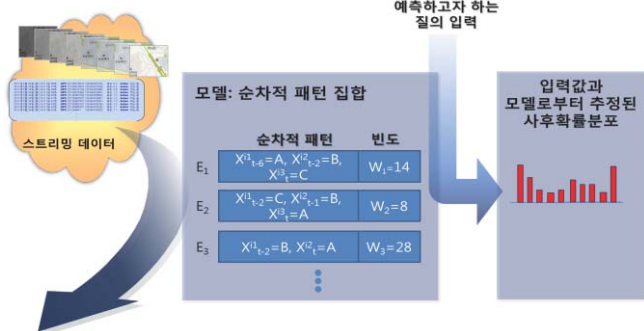 예측하고자 하는
질의 입력
스트리밍 데이터
모델: 순차적 패턴 집합
순차적 패턴 빈도
E₁ Xⁱ¹ₜ₋₆=A, Xⁱ²ₜ₋₂=B, W₁=14
Xⁱ³ₜ=C
E₂ Xⁱ¹ₜ₋₂=C, Xⁱ²ₜ₋₁=B, W₂=8
Xⁱ³ₜ=A
E₃ Xⁱ¹ₜ₋₂=B, Xⁱ²ₜ=A W₃=28
입력값과
모델로부터 추정된
사후확률분포